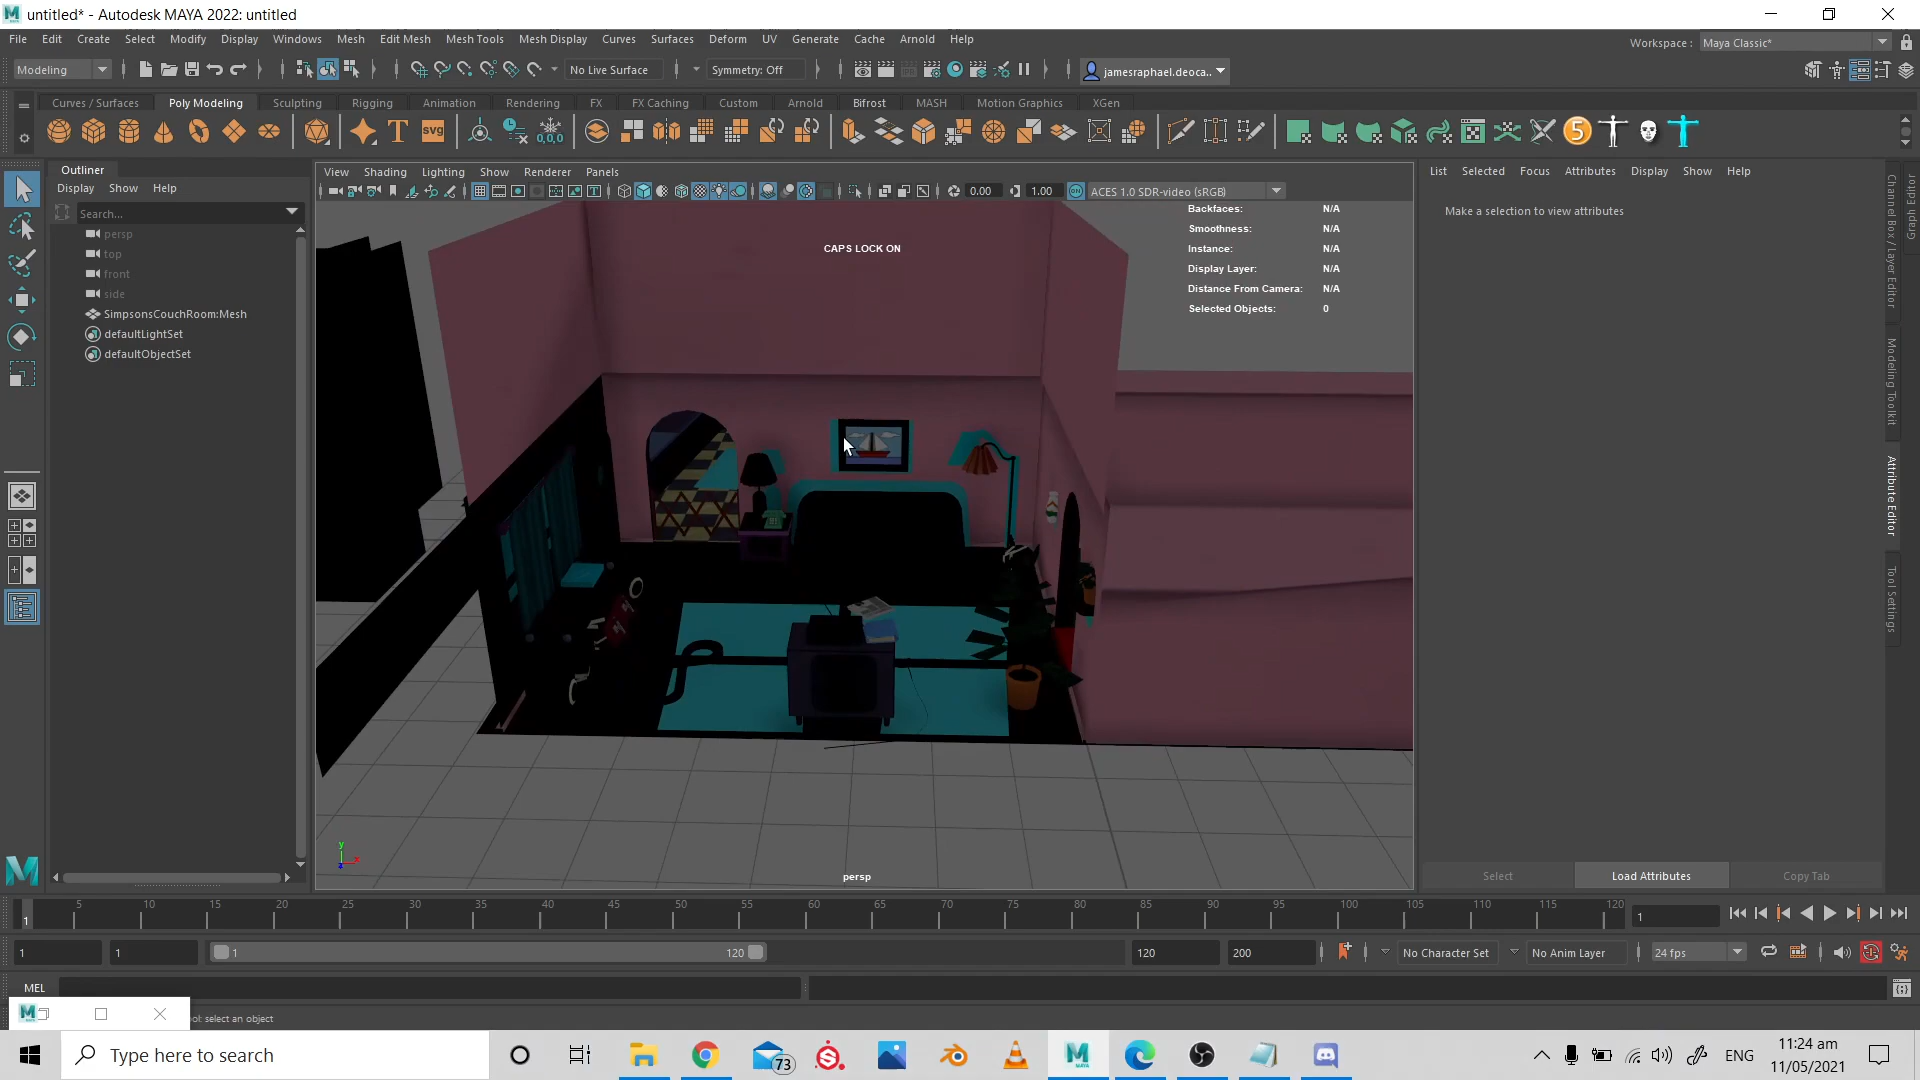 untitled* - Autodesk MAYA 2022: untitled
File Edit Create Select Modify Display Windows Mesh Edit Mesh Mesh Tools Mesh Display Curves Surfaces Deform UV Generate Cache Arnold Help
Workspace : Maya Classic*
Modeling No Live Surface Symmetry: Off jamesraphael.deoca..
Curves / Surfaces Poly Modeling Sculpting Rigging Animation Rendering FX FX Caching Custom Arnold Bifrost MASH Motion Graphics XGen
T svg 0,0,0 5
Outliner
Display Show Help
Search...
persp
top
front
side
SimpsonsCouchRoom:Mesh
defaultLightSet
defaultObjectSet
View Shading Lighting Show Renderer Panels
0.00 1.00 ACES 1.0 SDR-video (sRGB)
Backfaces: N/A
Smoothness: N/A
Instance: N/A
Display Layer: N/A
Distance From Camera: N/A
Selected Objects: 0
CAPS LOCK ON
persp
List Selected Focus Attributes Display Show Help
Make a selection to view attributes
Channel Box / Layer Editor
Modeling Toolkit
Attribute Editor
Tool Settings
Graph Editor
Select Load Attributes Copy Tab
5 10 15 20 25 30 35 40 45 50 55 60 65 70 75 80 85 90 95 100 105 110 115 120
1 1
1 1 1 120 120 200 No Character Set No Anim Layer 24 fps
MEL
ool: select an object
Type here to search
73
ENG
11:24 am
11/05/2021